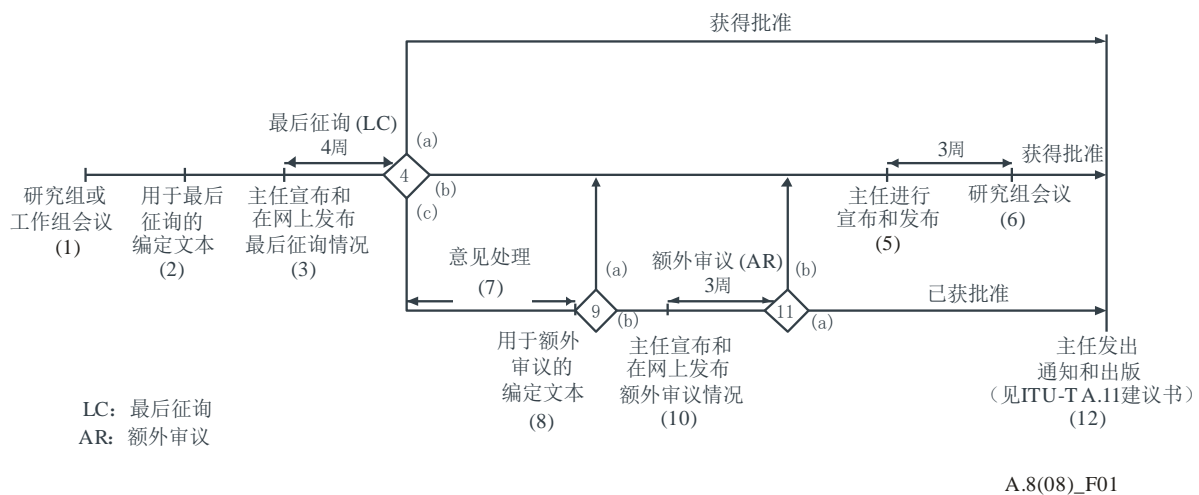 获得批准
最后征询 (LC)
4周
(a)
3周
获得批准
4
(b)
(c)
研究组或
工作组会议
(1)
用于最后
征询的
编定文本
(2)
主任宣布和
在网上发布
最后征询情况
(3)
主任进行
宣布和发布
(5)
研究组会议
(6)
意见处理
(7)
(a)
额外审议 (AR)
3周
(b)
已获批准
9
(b)
11
(a)
用于额外
审议的
编定文本
(8)
主任宣布和
在网上发布
额外审议情况
(10)
主任发出
通知和出版
（见ITU-T A.11建议书）
(12)
LC：最后征询
AR：额外审议
A.8(08)_F01